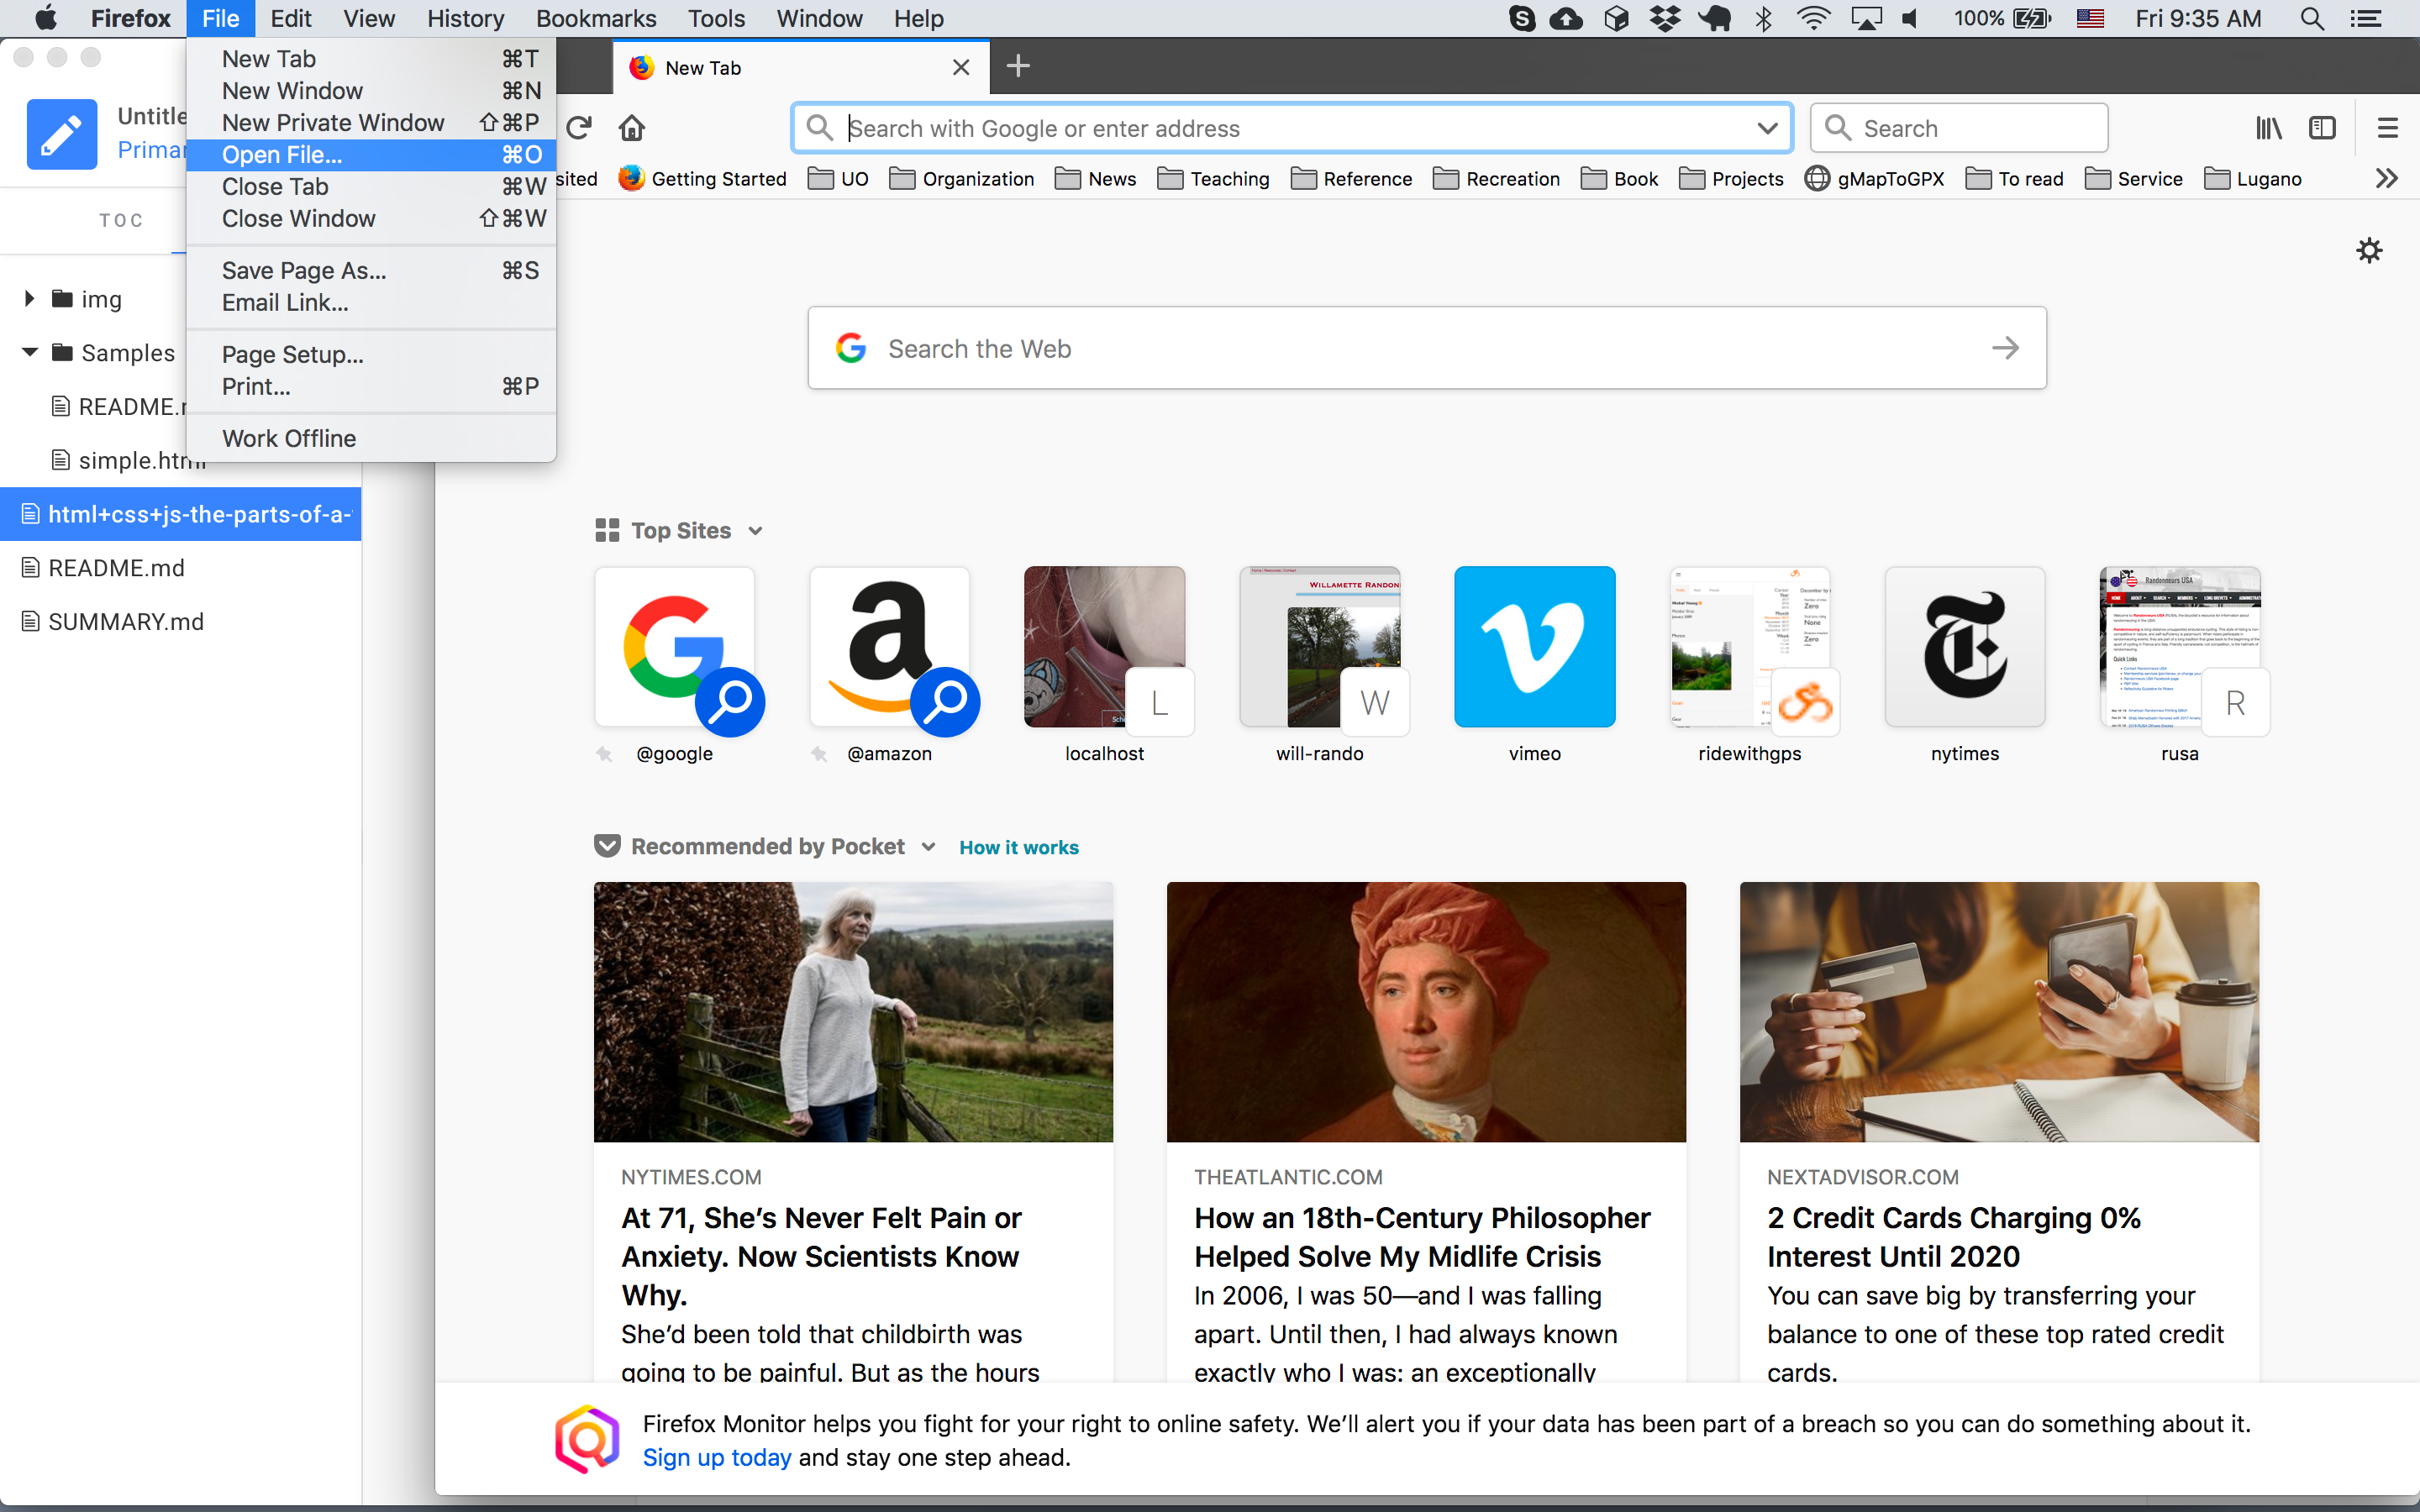 Firefox File Edit View History Bookmarks Tools Window Help 100% Fri 9:35 AM
New Tab ⌘T
New Window ⌘N
New Private Window ⇧⌘P
Open File... ⌘O
Close Tab ⌘W
Close Window ⇧⌘W
Save Page As... ⌘S
Email Link...
Page Setup...
Print... ⌘P
Work Offline
TOC
img
Samples
simple.html
html+css+js-the-parts-of-a-
README.md
SUMMARY.md
New Tab
Search with Google or enter address
Search
Getting Started UO Organization News Teaching Reference Recreation Book Projects gMapToGPX To read Service Lugano
Search the Web
Top Sites
WILLAMETTE
Randonneurs USA
L W R
@google @amazon localhost will-rando vimeo ridewithgps nytimes rusa
Recommended by Pocket How it works
NYTIMES.COM
At 71, She’s Never Felt Pain or
Anxiety. Now Scientists Know
Why.
She’d been told that childbirth was
going to be painful. But as the hours
THEATLANTIC.COM
How an 18th-Century Philosopher
Helped Solve My Midlife Crisis
In 2006, I was 50—and I was falling
apart. Until then, I had always known
exactly who I was: an exceptionally
NEXTADVISOR.COM
2 Credit Cards Charging 0%
Interest Until 2020
You can save big by transferring your
balance to one of these top rated credit
cards.
Firefox Monitor helps you fight for your right to online safety. We’ll alert you if your data has been part of a breach so you can do something about it.
Sign up today and stay one step ahead.